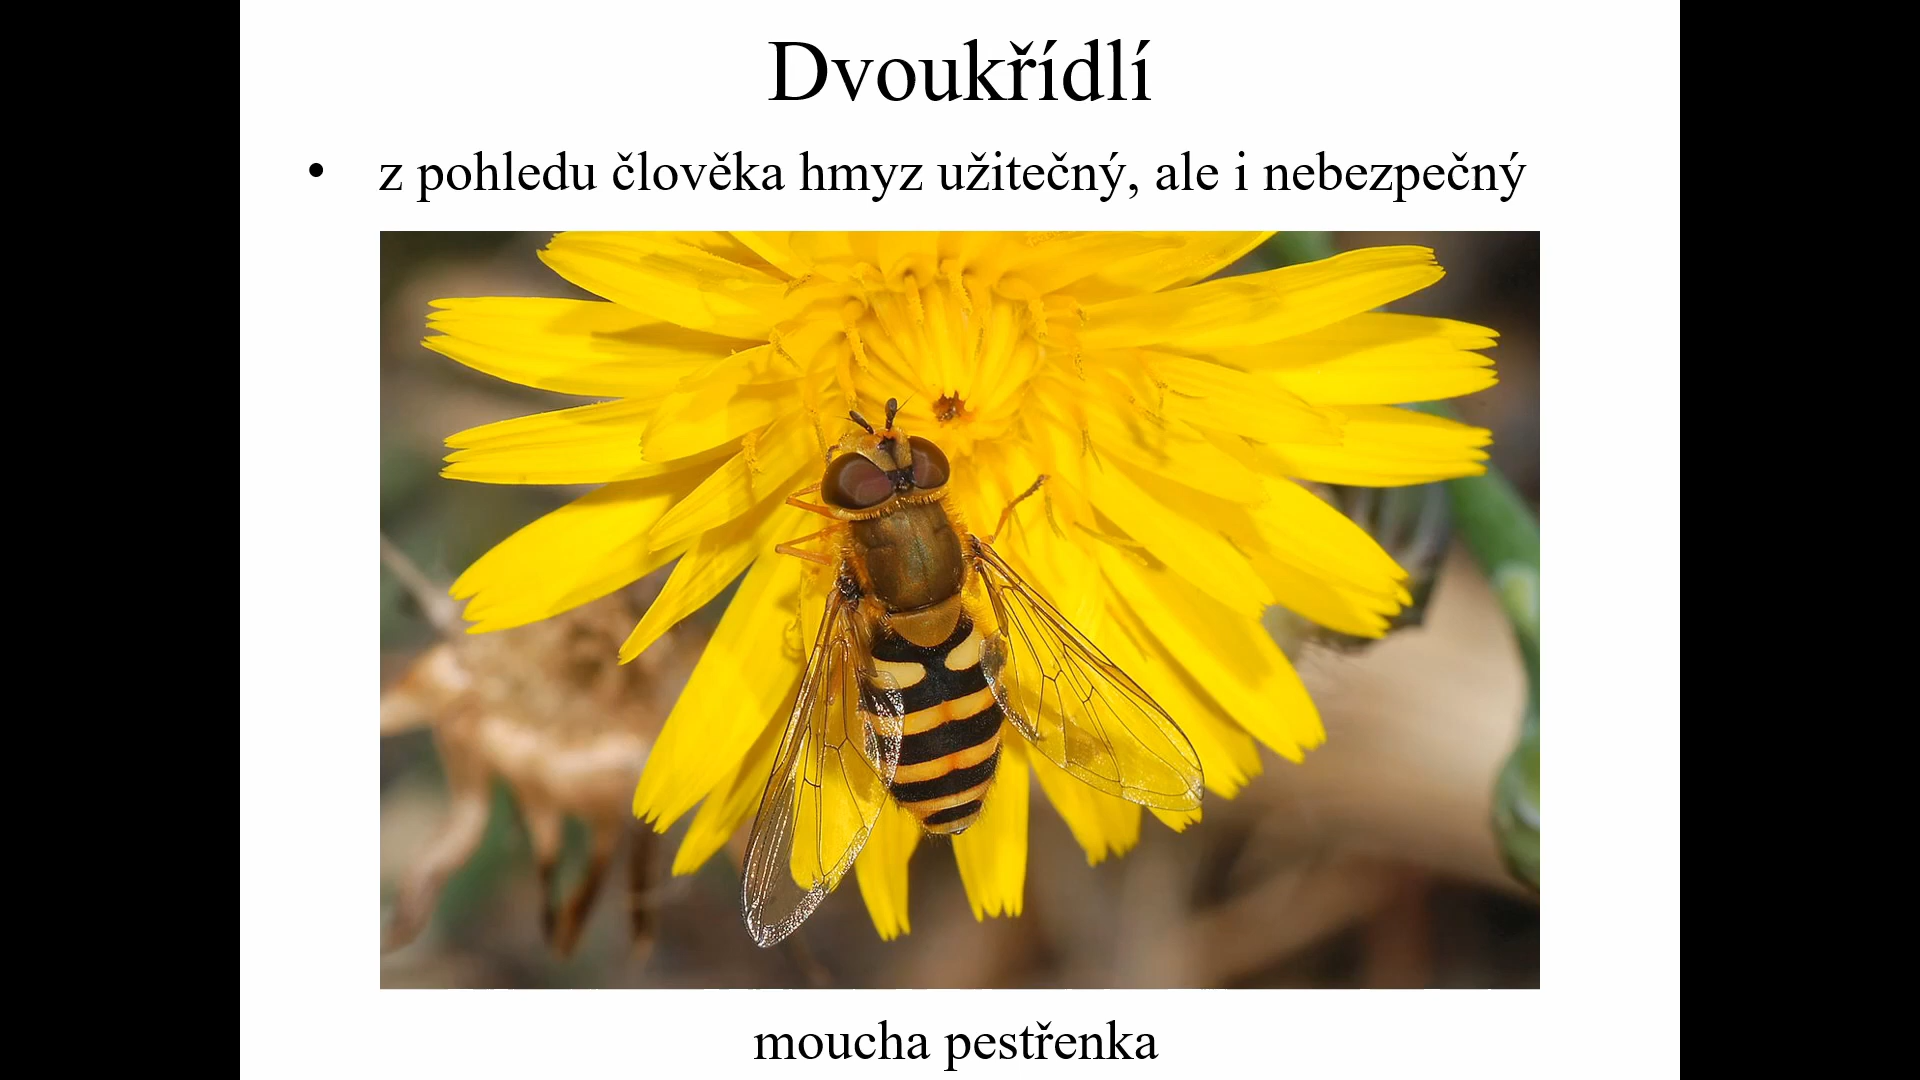 Dvoukřídlí
• z pohledu člověka hmyz užitečný, ale i nebezpečný
moucha pestřenka